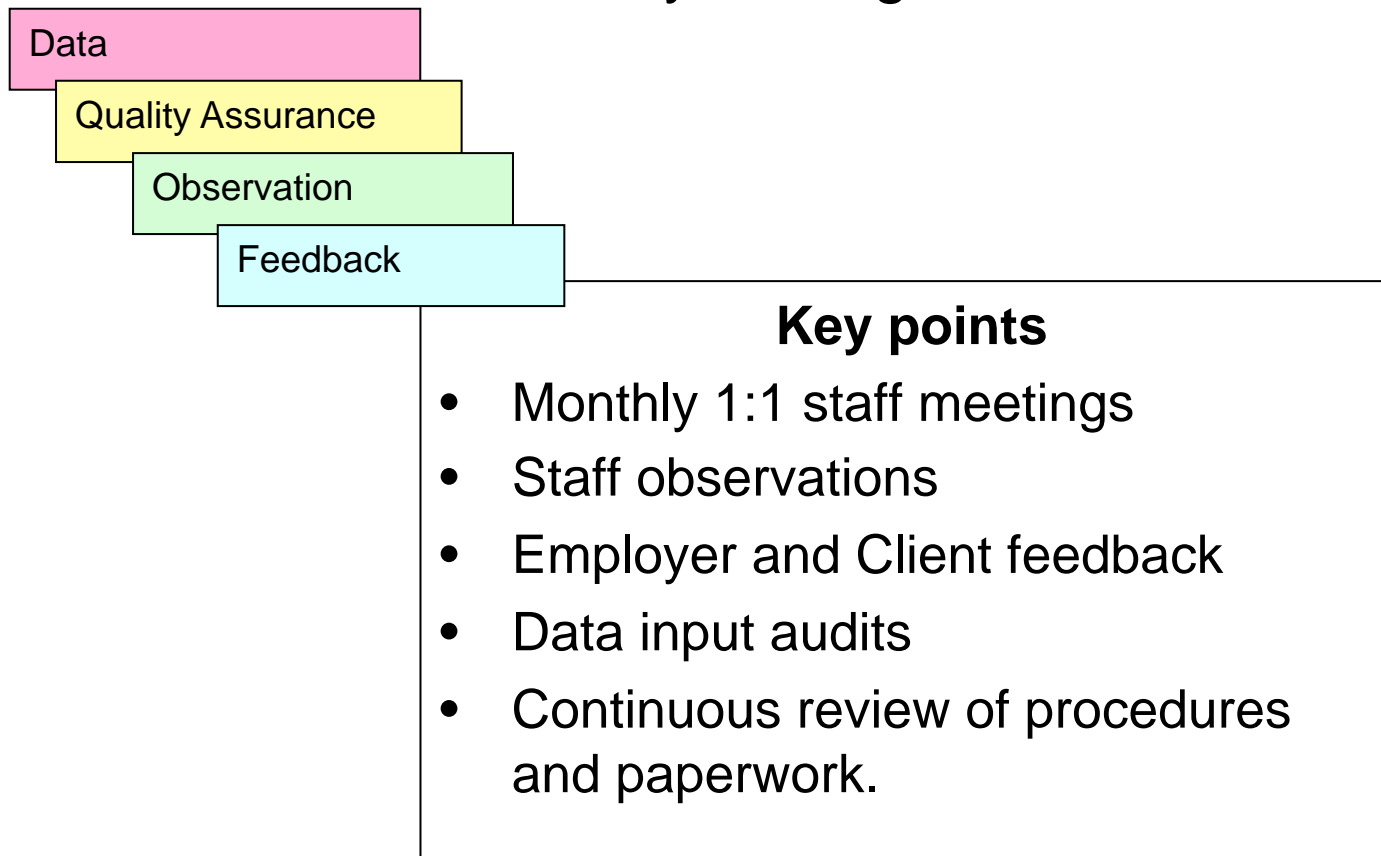 Data
Quality Assurance
Observation
Feedback
Key points
• Monthly 1:1 staff meetings
• Staff observations
• Employer and Client feedback
• Data input audits
• Continuous review of procedures
and paperwork.